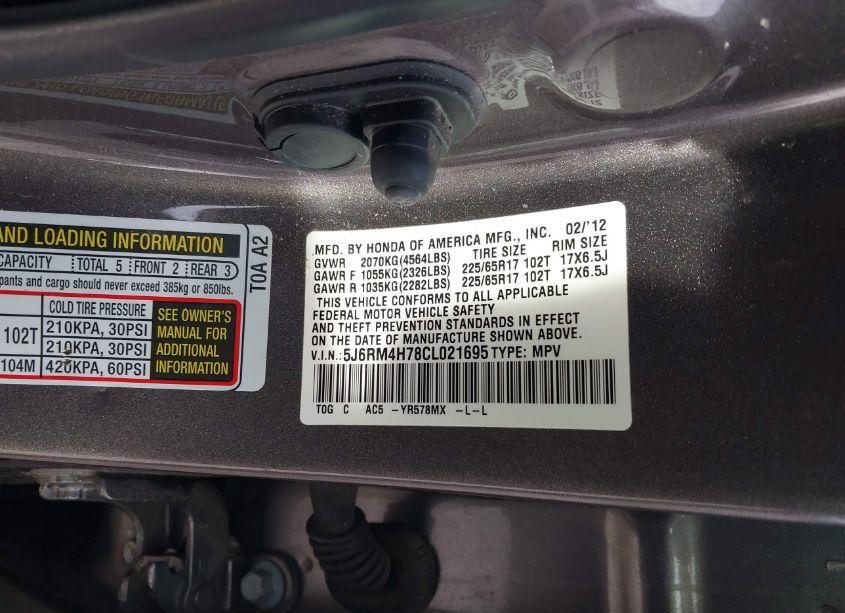 AND LOADING INFORMATION
CAPACITY TOTAL 5 FRONT 2 REAR 3
pants and cargo should never exceed 385kg or 850lbs.
COLD TIRE PRESSURE
102T 210KPA, 30PSI
210KPA, 30PSI
104M 420KPA, 60PSI
SEE OWNER'S
MANUAL FOR
ADDITIONAL
INFORMATION
TOA A2
MFD. BY HONDA OF AMERICA MFG., INC. 02/'12
GVWR 2070KG(4564LBS) TIRE SIZE RIM SIZE
GAWR F 1055KG(2326LBS) 225/65R17 102T 17X6.5J
GAWR R 1035KG(2282LBS) 225/65R17 102T 17X6.5J
THIS VEHICLE CONFORMS TO ALL APPLICABLE
FEDERAL MOTOR VEHICLE SAFETY
AND THEFT PREVENTION STANDARDS IN EFFECT
ON THE DATE OF MANUFACTURE SHOWN ABOVE.
V.I.N.:5J6RM4H78CL021695 TYPE: MPV
TOG C AC5 -YR578MX -L-L